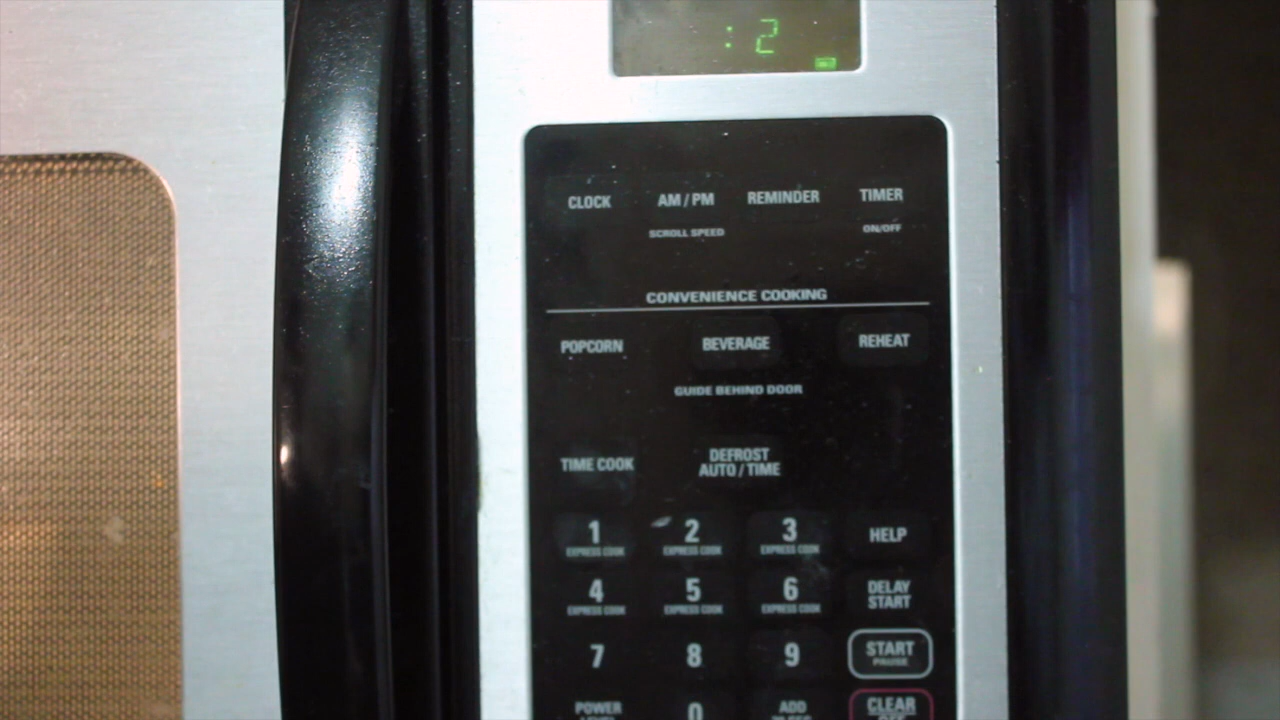 : 2
CLOCK AM / PM REMINDER TIMER
SCROLL SPEED ON/OFF
CONVENIENCE COOKING
POPCORN BEVERAGE REHEAT
GUIDE BEHIND DOOR
TIME COOK DEFROST
AUTO / TIME
1 2 3 HELP
EXPRESS COOK EXPRESS COOK EXPRESS COOK
4 5 6 DELAY
START
EXPRESS COOK EXPRESS COOK EXPRESS COOK
7 8 9 START
PAUSE
POWER 0 ADD CLEAR